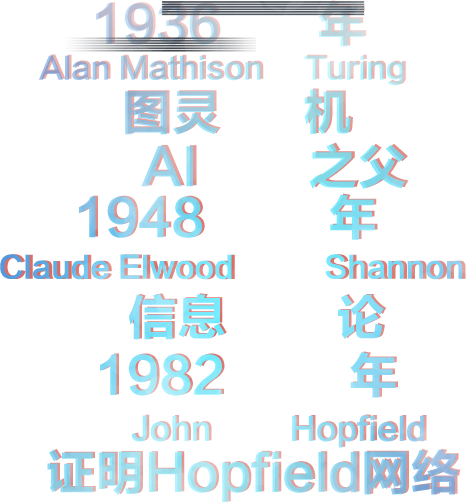 1936 年
Alan Mathison Turing
图灵 机
AI 之父
1948 年
Claude Elwood Shannon
信息 论
1982 年
John Hopfield
证明Hopfield网络